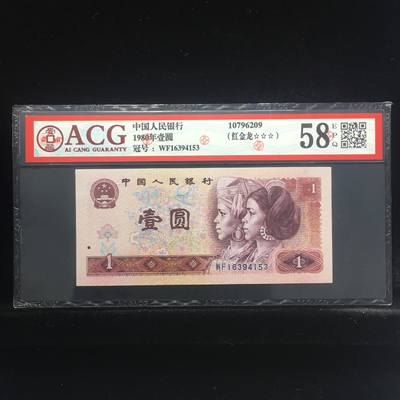 ACG
AI CANG GUARANTY
中国人民银行
1980年壹圆
冠号：WF16394153
10796209
（红金龙☆☆☆）
58
E
P
Q
中国人民银行
1
壹圆
WF16394153
1
1